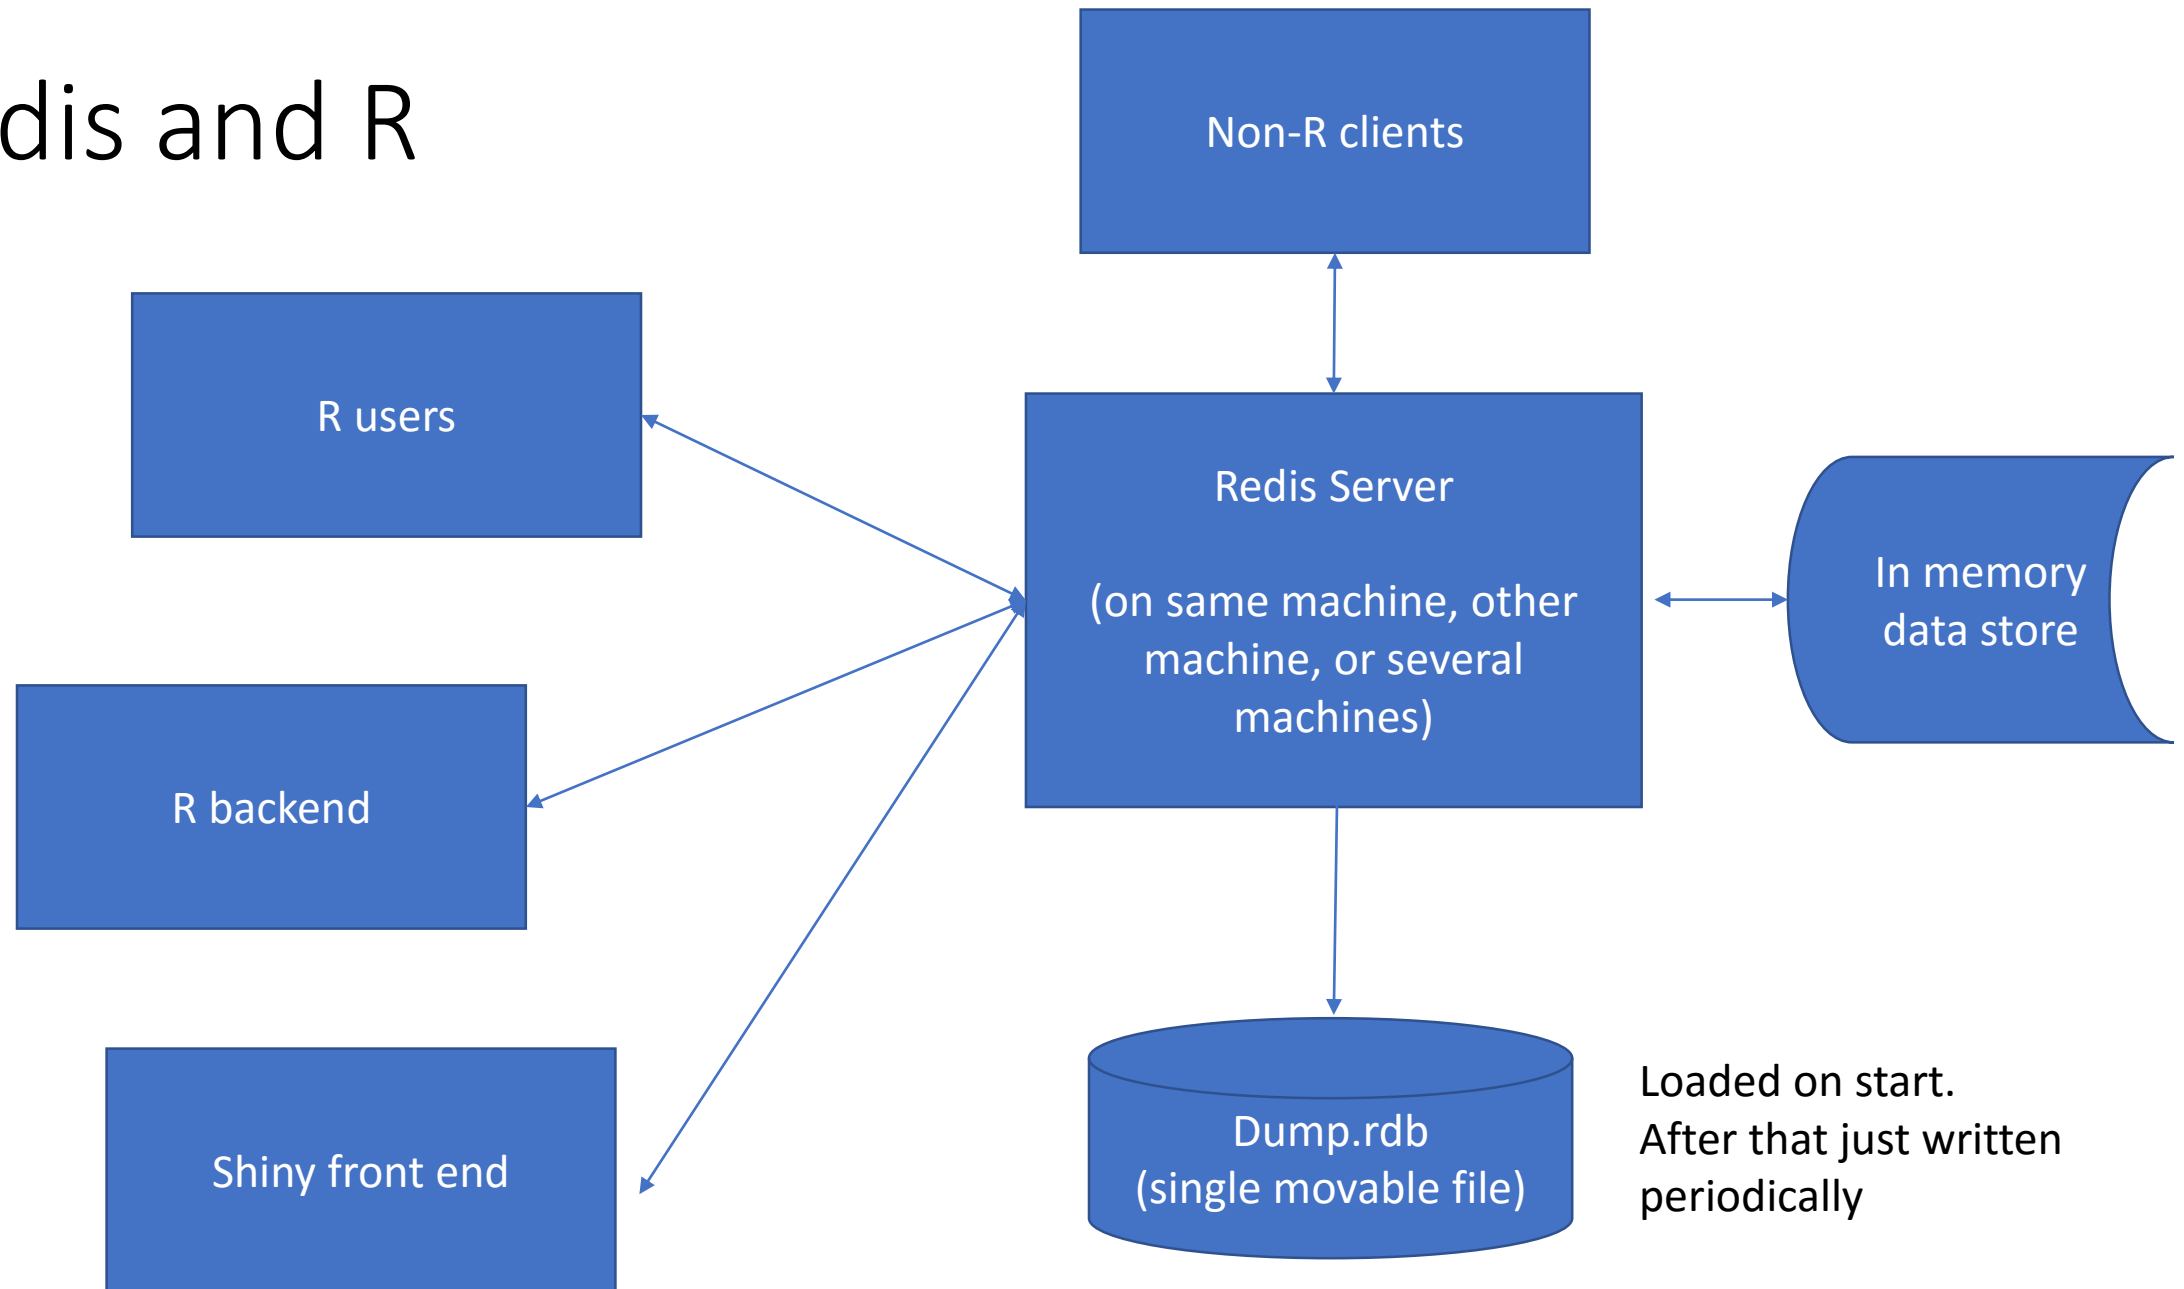 dis and R
Non-R clients
R users
Redis Server
(on same machine, other
machine, or several
machines)
In memory
data store
R backend
Shiny front end
Dump.rdb
(single movable file)
Loaded on start.
After that just written
periodically